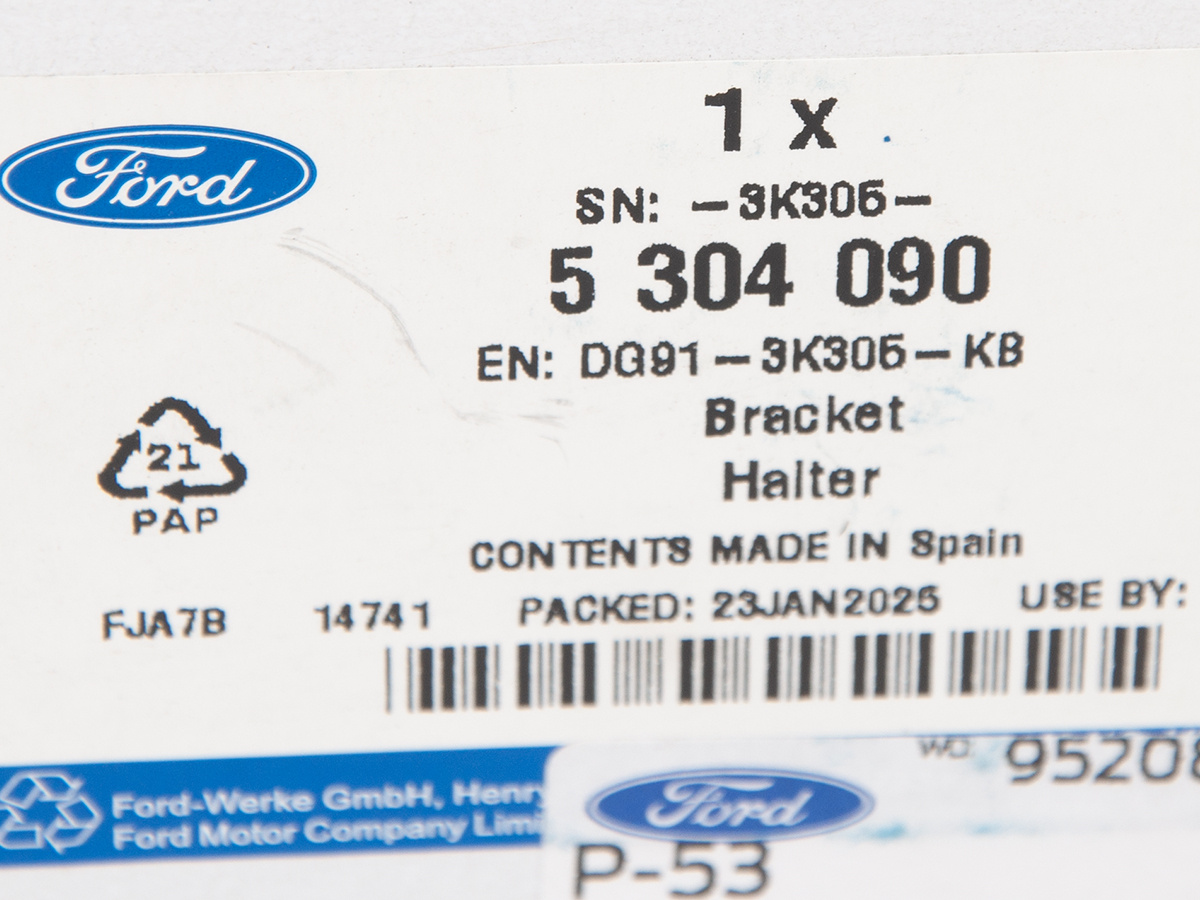 Ford
1 x
SN: -3K305-
5 304 090
EN: DG91-3K305-KB
Bracket
Halter
21
PAP
CONTENTS MADE IN Spain
FJA7B 14741 PACKED: 23JAN2025 USE BY:
WO: 95208
Ford-Werke GmbH, Henry
Ford Motor Company Limi
Ford
P-53